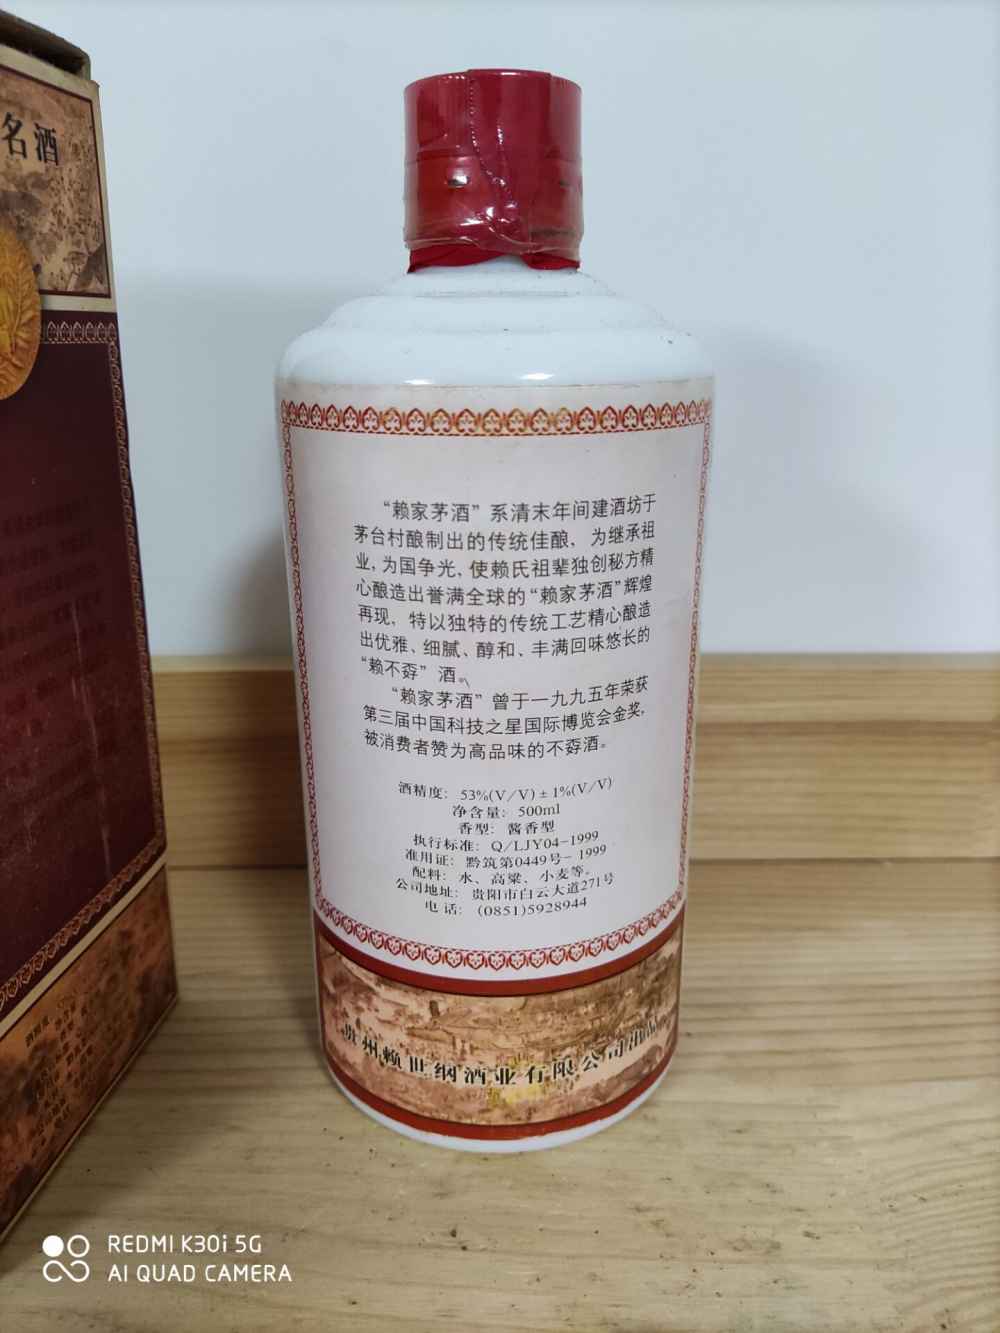 名酒
“赖家茅酒”系清末年间建酒坊于
茅台村酿制出的传统佳酿、为继承祖
业,为国争光,使赖氏祖辈独创秘方精
心酿造出誉满全球的“赖家茅酒”辉煌
再现，特以独特的传统工艺精心酿造
出优雅、细腻、醇和、丰满回味悠长的
“赖不孬”酒。
“赖家茅酒”曾于一九九五年荣获
第三届中国科技之星国际博览会金奖,
被消费者赞为高品味的不孬酒。
酒精度：53%(V/V)±1%(V/V)
净含量：500ml
香型：酱香型
执行标准：Q/LJY04-1999
准用证：黔筑第0449号-1999
配料：水、高粱、小麦等。
公司地址：贵阳市白云大道271号
电话：(0851)5928944
贵州赖世纲酒业有限公司出品
REDMI K30i 5G
AI QUAD CAMERA